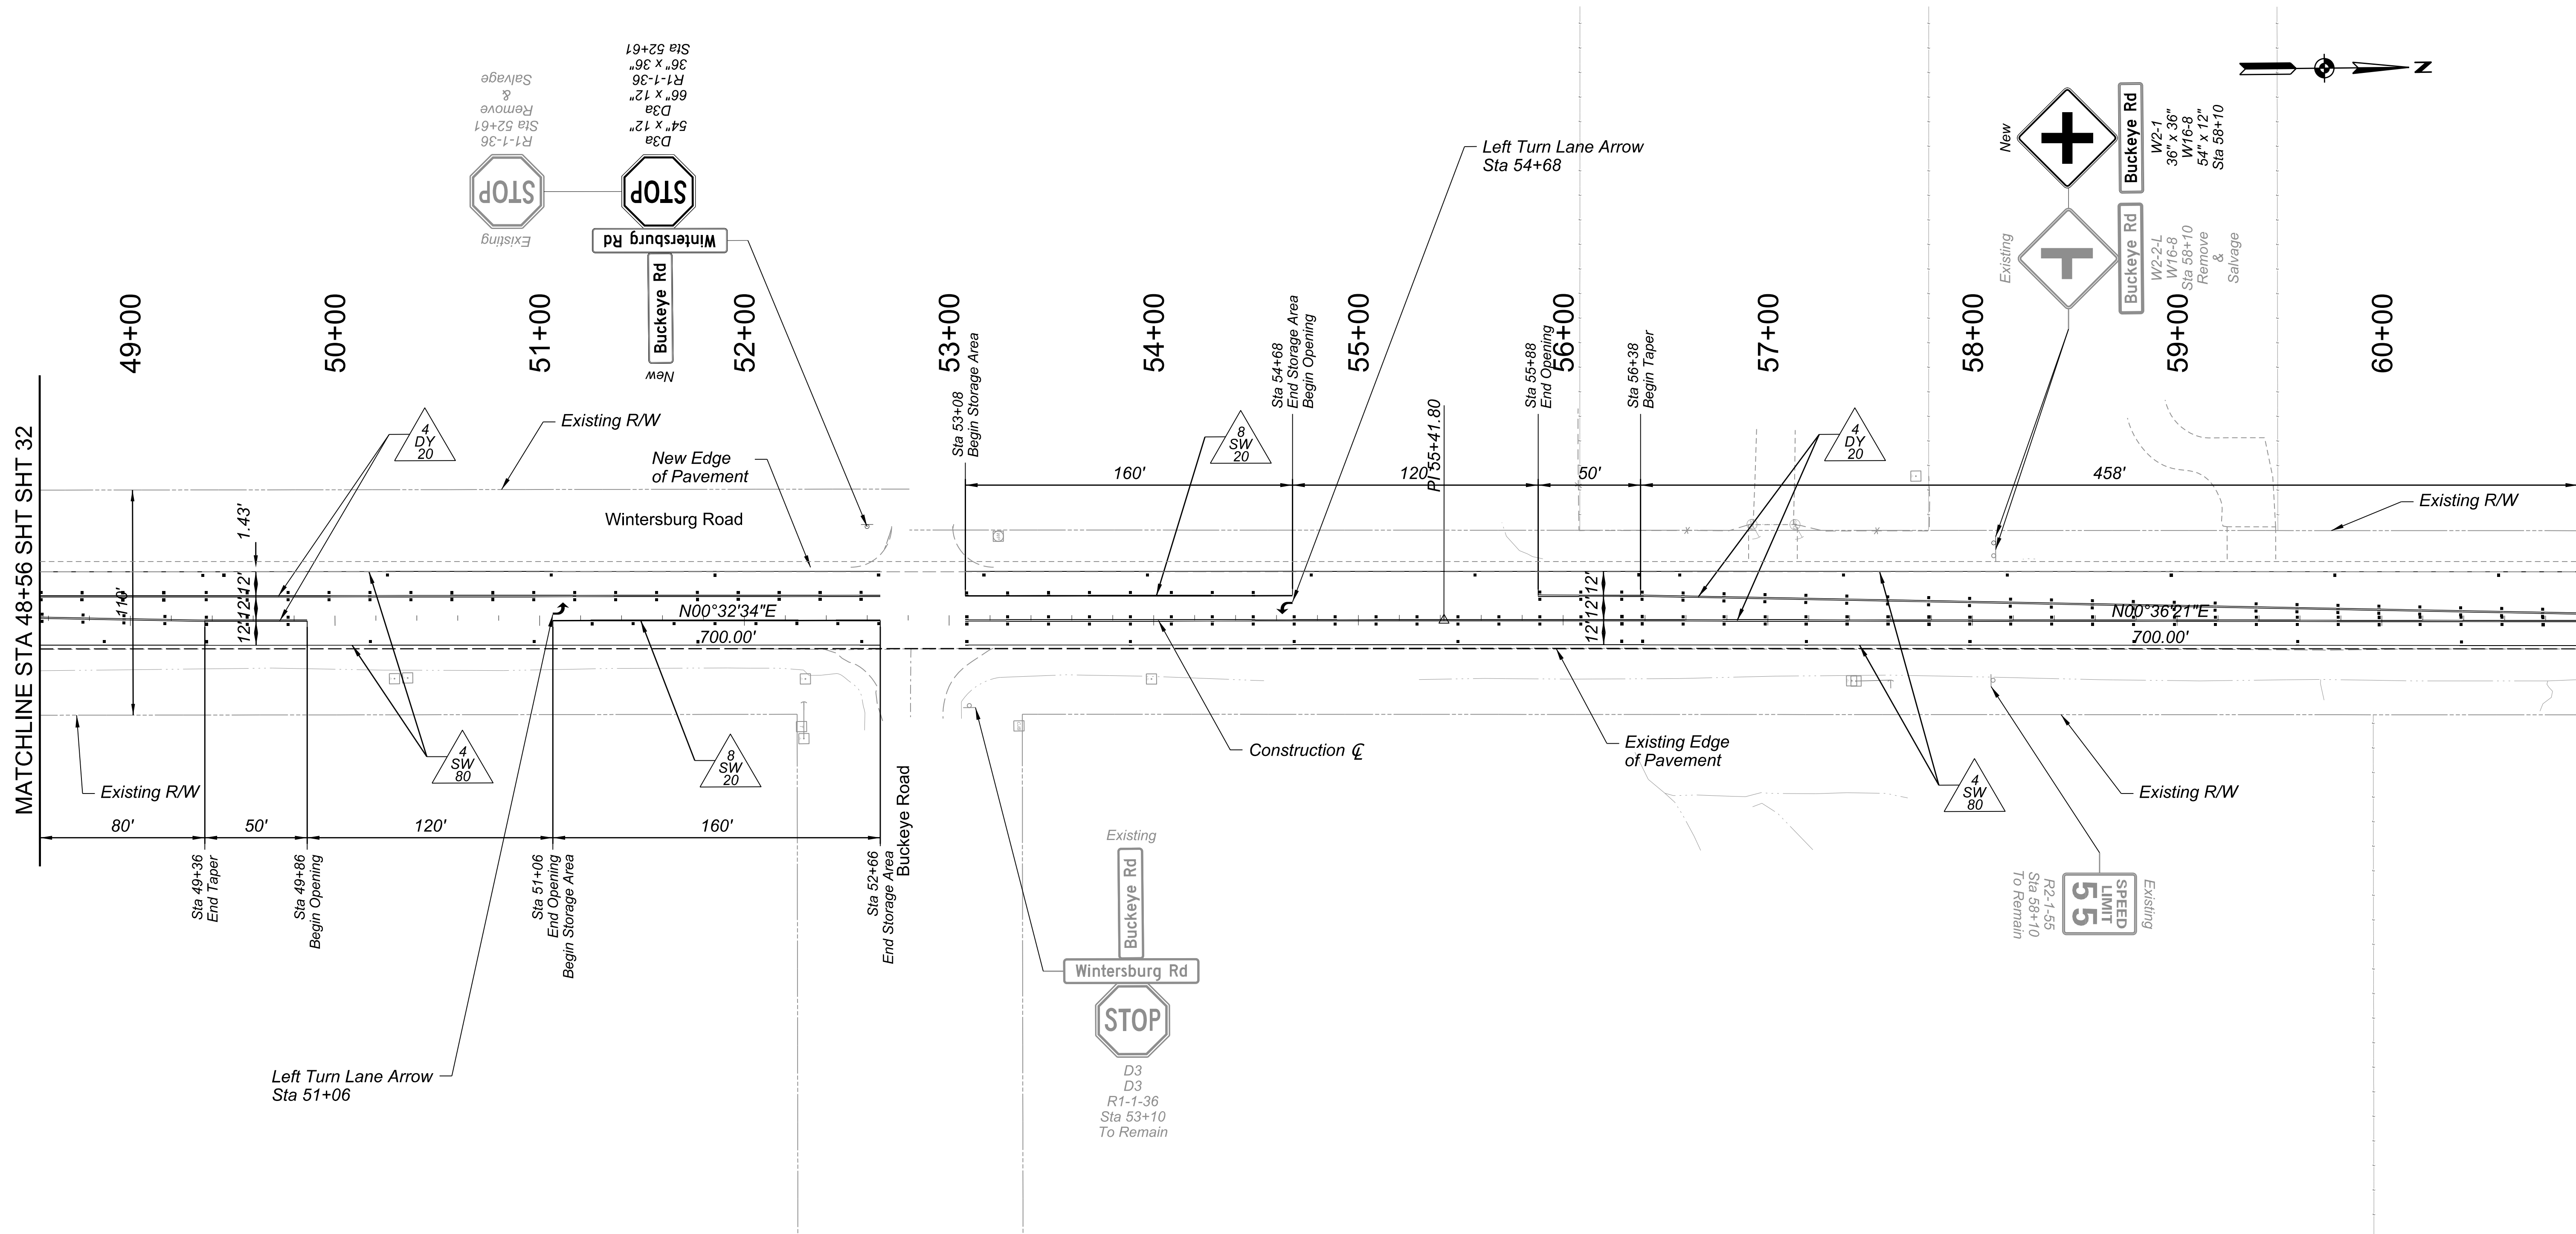 MATCHLINE STA 48+56 SHT SHT 32
49+00
50+00
51+00
52+00
53+00
54+00
55+00
56+00
57+00
58+00
59+00
60+00
R1-1-36
Sta 52+61
Remove
&
Salvage
STOP
Existing
D3a
54" x 12"
D3a
66" x 12"
R1-1-36
36" x 36"
Sta 52+61
STOP
Wintersburg Rd
Buckeye Rd
New
Left Turn Lane Arrow
Sta 54+68
New
Buckeye Rd
W2-1
36" x 36"
W16-8
54" x 12"
Sta 58+10
Existing
Buckeye Rd
W2-2-L
W16-8
Sta 58+10
Remove
&
Salvage
N
Sta 53+08
Begin Storage Area
Sta 54+68
End Storage Area
Begin Opening
PI 55+41.80
Sta 55+88
End Opening
Sta 56+38
Begin Taper
4
DY
20
Existing R/W
New Edge
of Pavement
Wintersburg Road
8
SW
20
4
DY
20
160'
120'
50'
458'
Existing R/W
1.43'
110'
12'
12'
12'
12'
12'
12'
N00°32'34"E
700.00'
N00°36'21"E
700.00'
Existing R/W
4
SW
80
8
SW
20
Buckeye Road
Construction ℄
Existing Edge
of Pavement
4
SW
80
Existing R/W
80'
50'
120'
160'
Sta 49+36
End Taper
Sta 49+86
Begin Opening
Sta 51+06
End Opening
Begin Storage Area
Sta 52+66
End Storage Area
Left Turn Lane Arrow
Sta 51+06
Existing
Buckeye Rd
Wintersburg Rd
STOP
D3
D3
R1-1-36
Sta 53+10
To Remain
Existing
SPEED
LIMIT
55
R2-1-55
Sta 58+10
To Remain